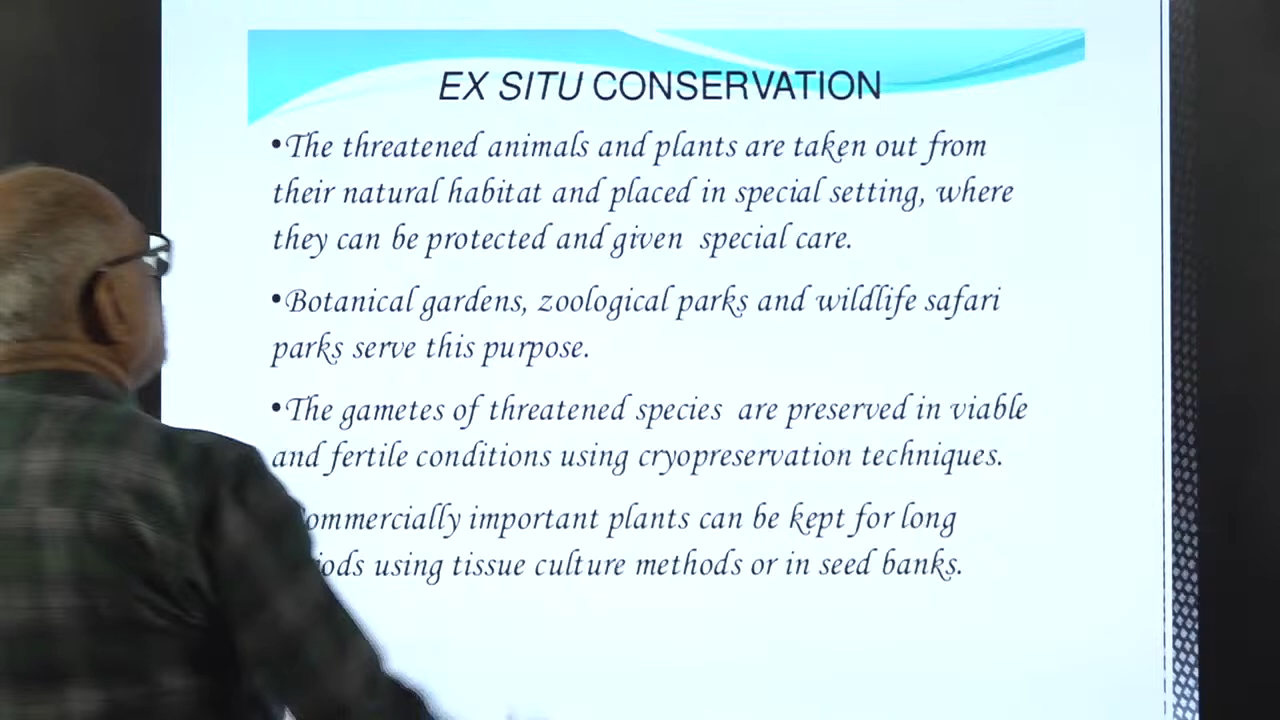 EX SITU CONSERVATION
•The threatened animals and plants are taken out from
their natural habitat and placed in special setting, where
they can be protected and given special care.
•Botanical gardens, zoological parks and wildlife safari
parks serve this purpose.
•The gametes of threatened species are preserved in viable
and fertile conditions using cryopreservation techniques.
ommercially important plants can be kept for long
iods using tissue culture methods or in seed banks.